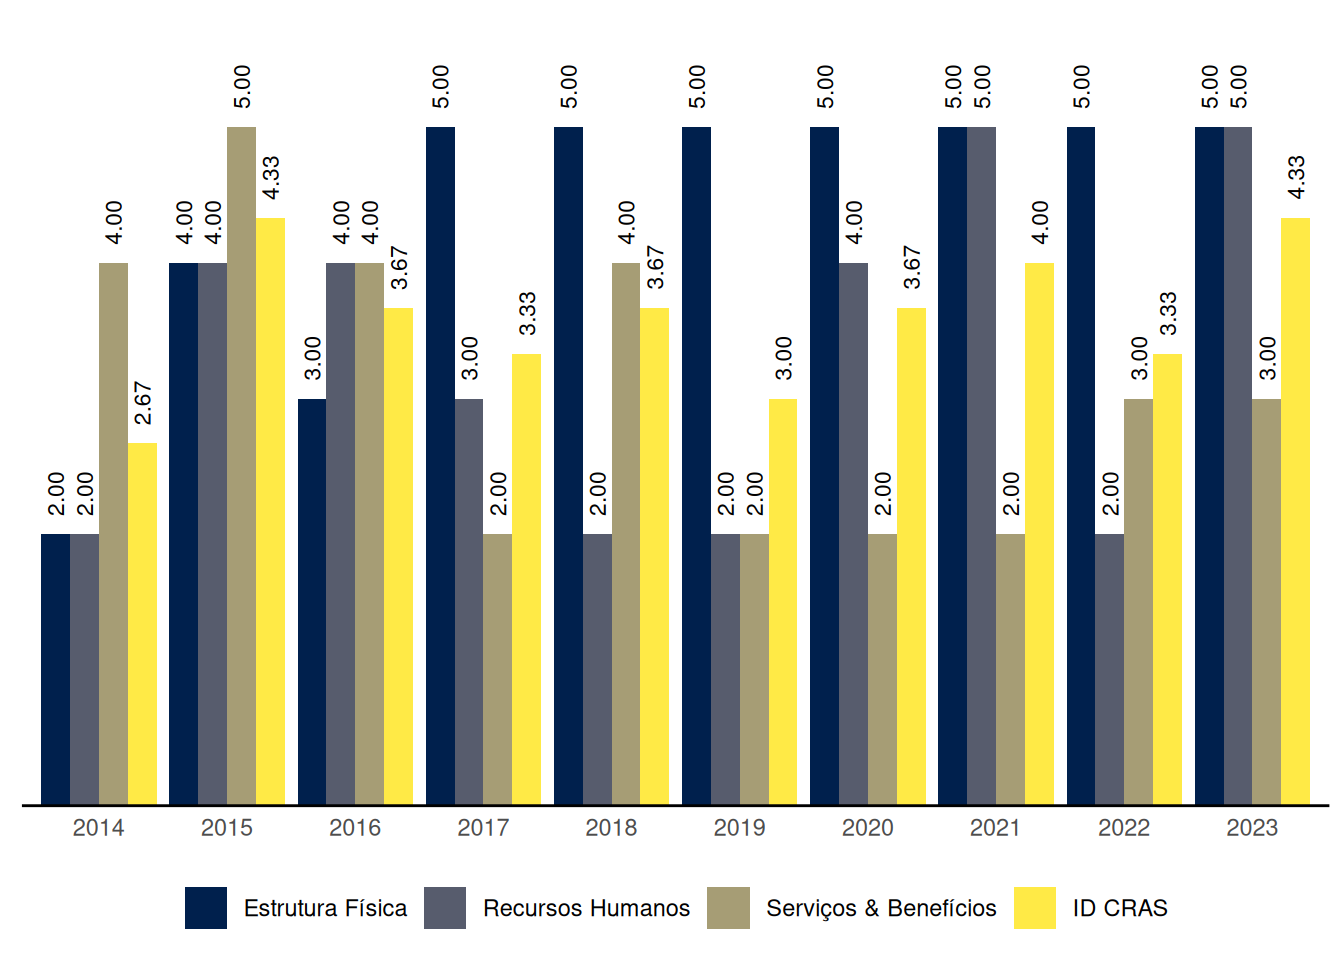 2.00 2.00 4.00 2.67
4.00 4.00 5.00 4.33
3.00 4.00 4.00 3.67
5.00 3.00 2.00 3.33
5.00 2.00 4.00 3.67
5.00 2.00 2.00 3.00
5.00 4.00 2.00 3.67
5.00 5.00 2.00 4.00
5.00 2.00 3.00 3.33
5.00 5.00 3.00 4.33
2014 2015 2016 2017 2018 2019 2020 2021 2022 2023
Estrutura Física Recursos Humanos Serviços & Benefícios ID CRAS